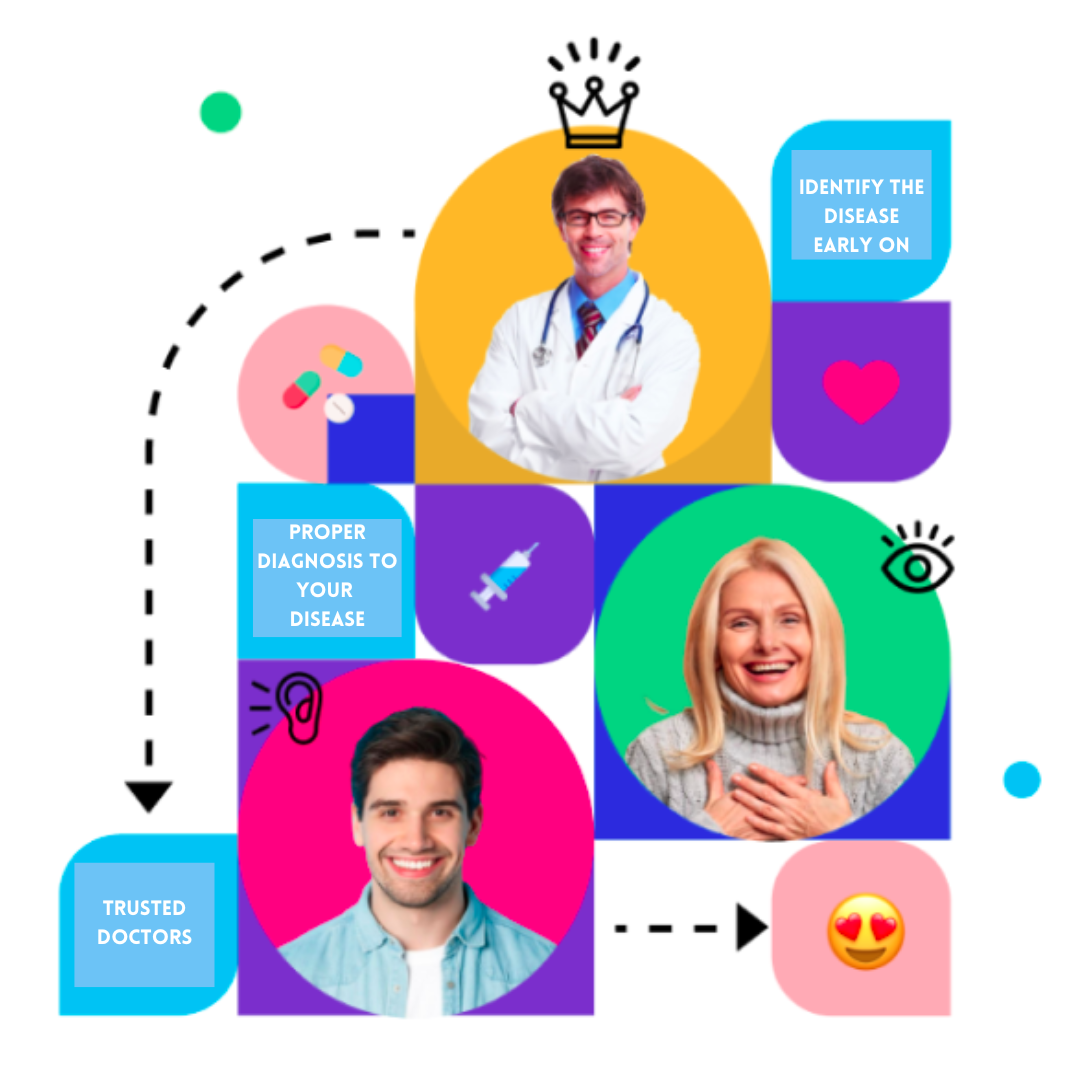 IDENTIFY THE
DISEASE
EARLY ON
PROPER
DIAGNOSIS TO
YOUR
DISEASE
TRUSTED
DOCTORS